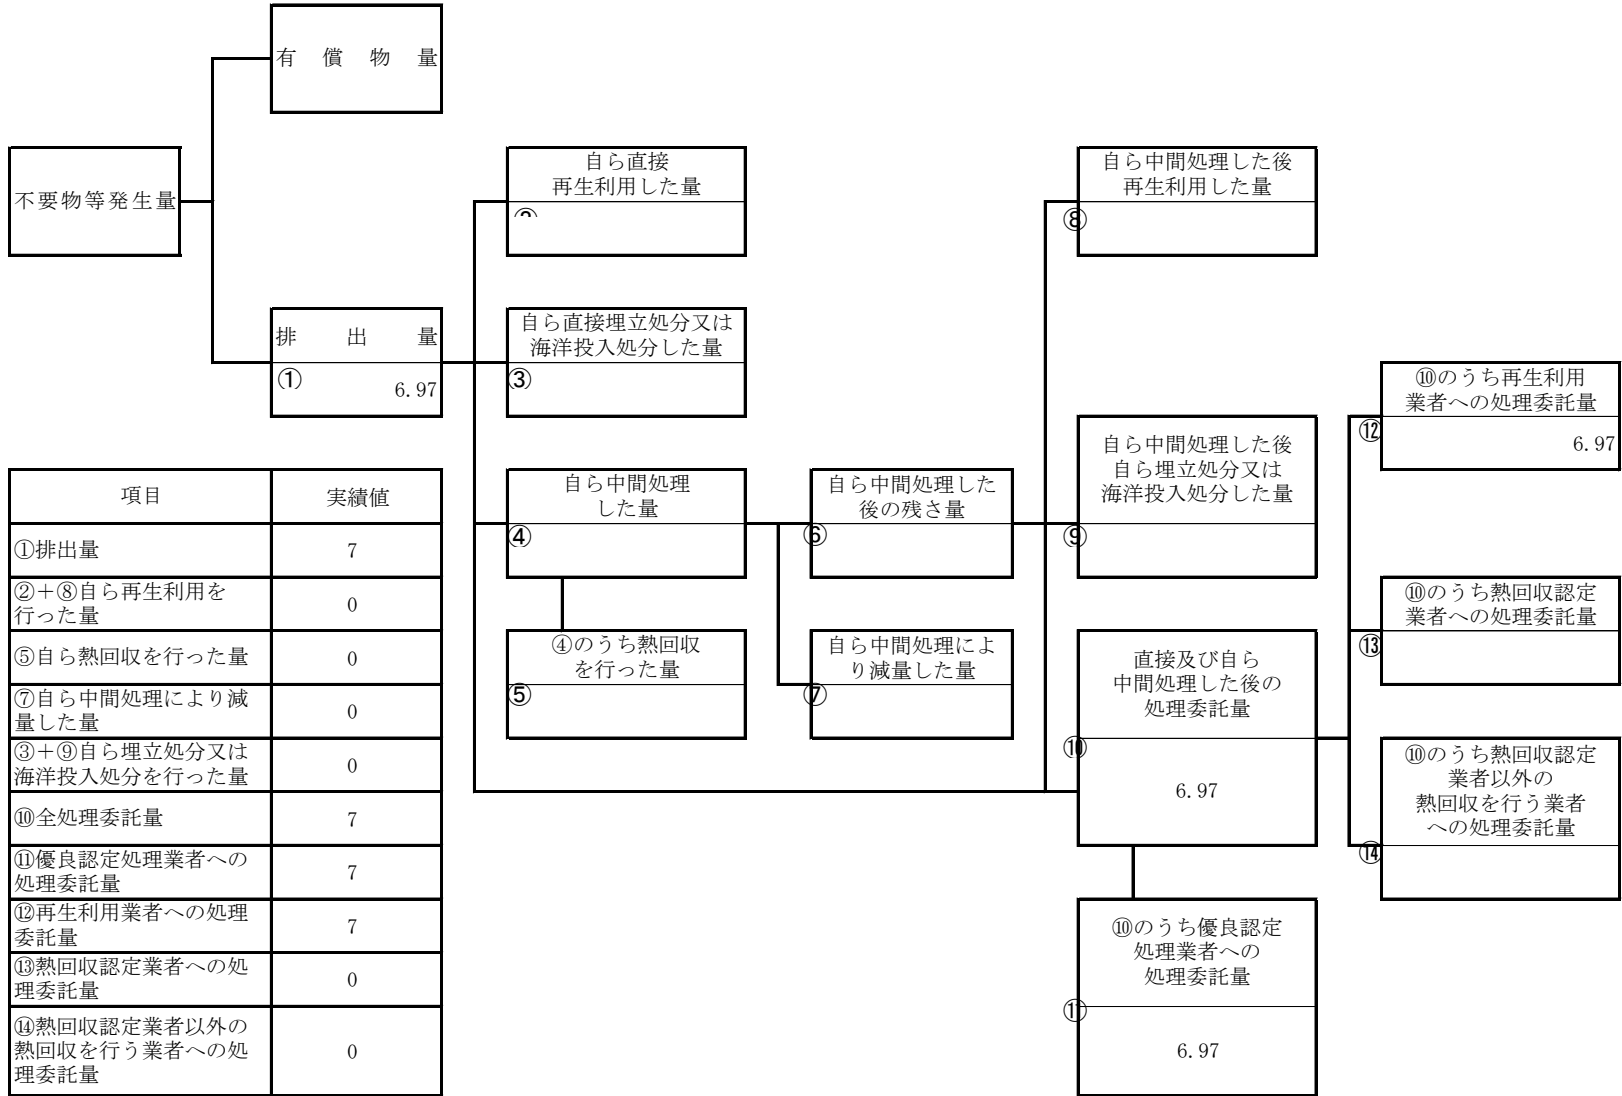 有償物量
不要物等発生量
自ら直接
再生利用した量
自ら中間処理した後
再生利用した量
⑧
排出量
①
6.97
自ら直接埋立処分又は
海洋投入処分した量
③
⑩のうち再生利用
業者への処理委託量
⑫
6.97
自ら中間処理
した量
④
自ら中間処理した
後の残さ量
⑥
自ら中間処理した後
自ら埋立処分又は
海洋投入処分した量
⑨
⑩のうち熱回収認定
業者への処理委託量
⑬
④のうち熱回収
を行った量
⑤
自ら中間処理によ
り減量した量
⑦
直接及び自ら
中間処理した後の
処理委託量
⑩
6.97
⑩のうち熱回収認定
業者以外の
熱回収を行う業者
への処理委託量
⑭
⑩のうち優良認定
処理業者への
処理委託量
⑪
6.97
項目 実績値
①排出量 7
②＋⑧自ら再生利用を
行った量 0
⑤自ら熱回収を行った量 0
⑦自ら中間処理により減
量した量 0
③＋⑨自ら埋立処分又は
海洋投入処分を行った量 0
⑩全処理委託量 7
⑪優良認定処理業者への
処理委託量 7
⑫再生利用業者への処理
委託量 7
⑬熱回収認定業者への処
理委託量 0
⑭熱回収認定業者以外の
熱回収を行う業者への処
理委託量 0